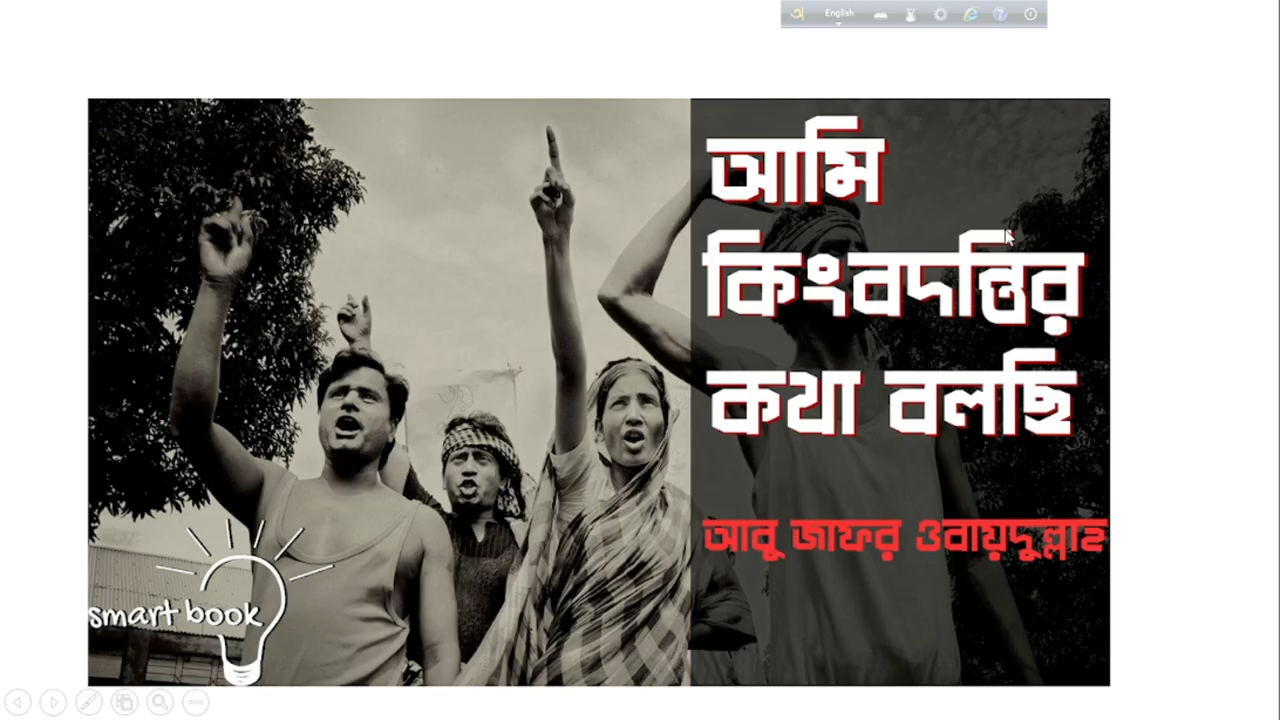 English
আমি
কিংবদন্তির
কথা বলছি
আবু জাফর ওবায়দুল্লাহ
smart book